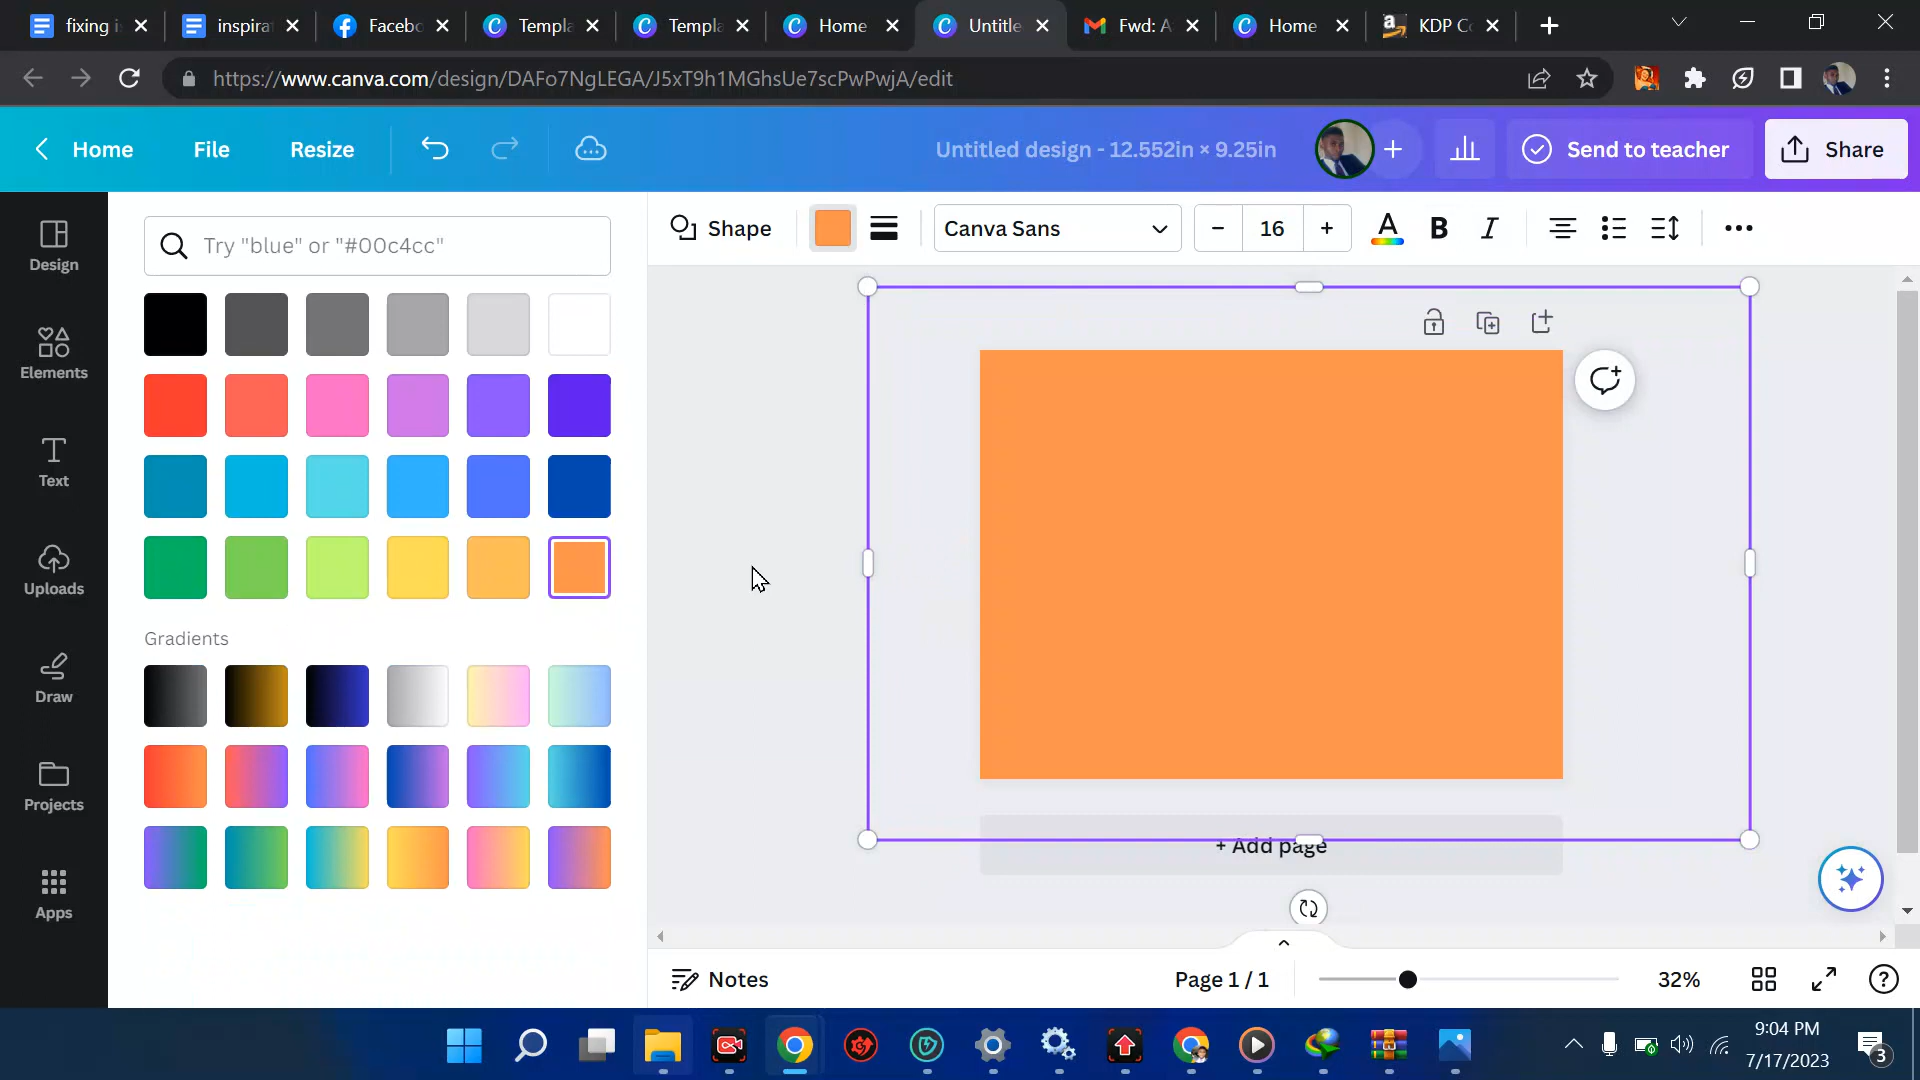 fixing i
inspirat
Facebo
Templa
Templa
Home
Untitle
Fwd: A
Home
KDP Co
https://www.canva.com/design/DAFo7NgLEGA/J5xT9h1MGhsUe7scPwPwjA/edit
Home
File
Resize
Untitled design - 12.552in × 9.25in
Send to teacher
Share
Design
Elements
Text
Uploads
Draw
Projects
Apps
Try "blue" or "#00c4cc"
Gradients
Shape
Canva Sans
16
A
B
I
+ Add page
Notes
Page 1 / 1
32%
9:04 PM
7/17/2023
3